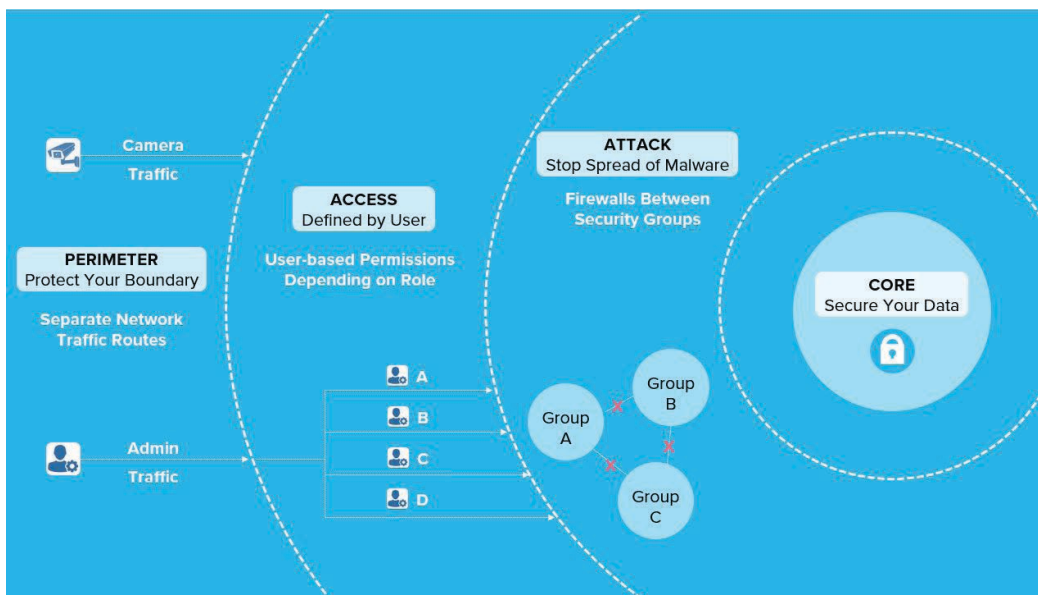 Camera
Traffic
PERIMETER
Protect Your Boundary
Separate Network
Traffic Routes
Admin
Traffic
ACCESS
Defined by User
User-based Permissions
Depending on Role
A
B
C
D
ATTACK
Stop Spread of Malware
Firewalls Between
Security Groups
Group
A
Group
B
Group
C
CORE
Secure Your Data